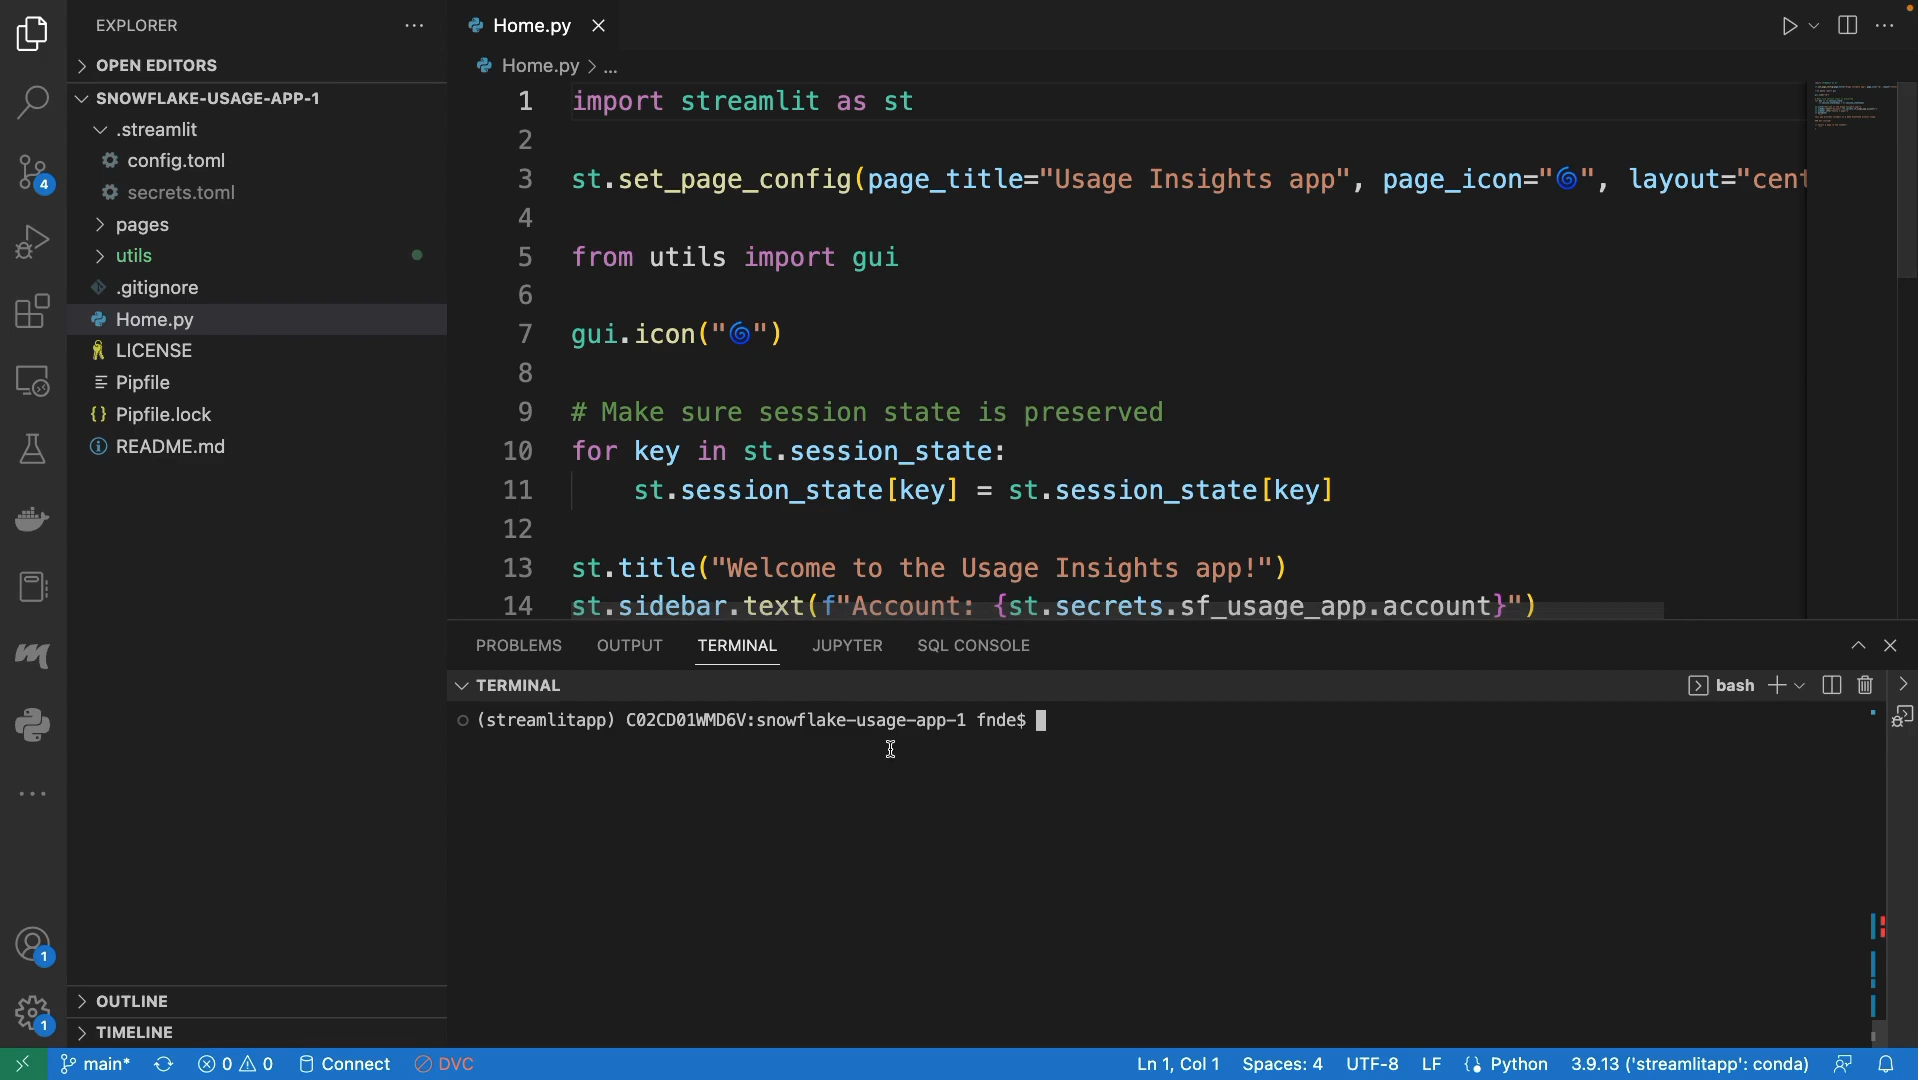 EXPLORER
OPEN EDITORS
SNOWFLAKE-USAGE-APP-1
.streamlit
config.toml
secrets.toml
pages
utils
.gitignore
Home.py
LICENSE
Pipfile
Pipfile.lock
README.md
OUTLINE
TIMELINE
4
1
1
Home.py
Home.py > ...
1 import streamlit as st
2
3 st.set_page_config(page_title="Usage Insights app", page_icon="🌀", layout="cent
4
5 from utils import gui
6
7 gui.icon("🌀")
8
9 # Make sure session state is preserved
10 for key in st.session_state:
11 st.session_state[key] = st.session_state[key]
12
13 st.title("Welcome to the Usage Insights app!")
14 st.sidebar.text(f"Account: {st.secrets.sf_usage_app.account}")
PROBLEMS OUTPUT TERMINAL JUPYTER SQL CONSOLE
TERMINAL
bash
(streamlitapp) C02CD01WMD6V:snowflake-usage-app-1 fnde$
main* 0 0 Connect DVC Ln 1, Col 1 Spaces: 4 UTF-8 LF Python 3.9.13 ('streamlitapp': conda)